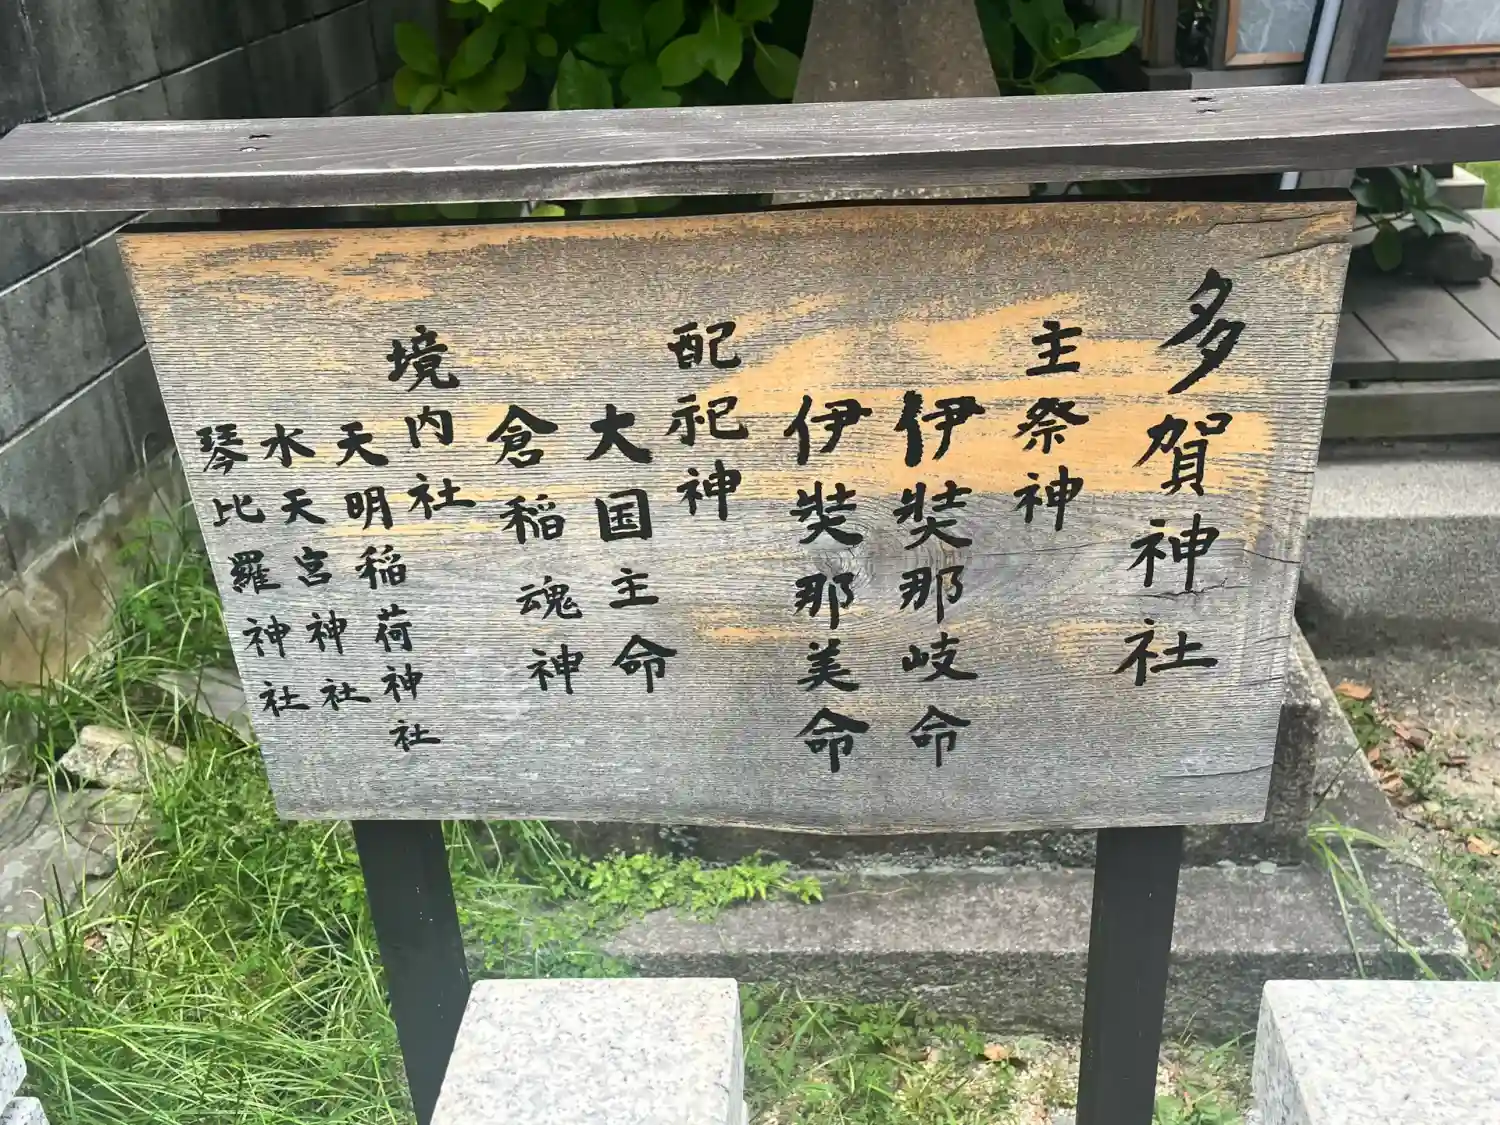 多賀神社
主祭神
伊弉那岐命
伊弉那美命
配祀神
大国主命
倉稲魂神
境内社
天明稲荷神社
水天宮神社
琴比羅神社